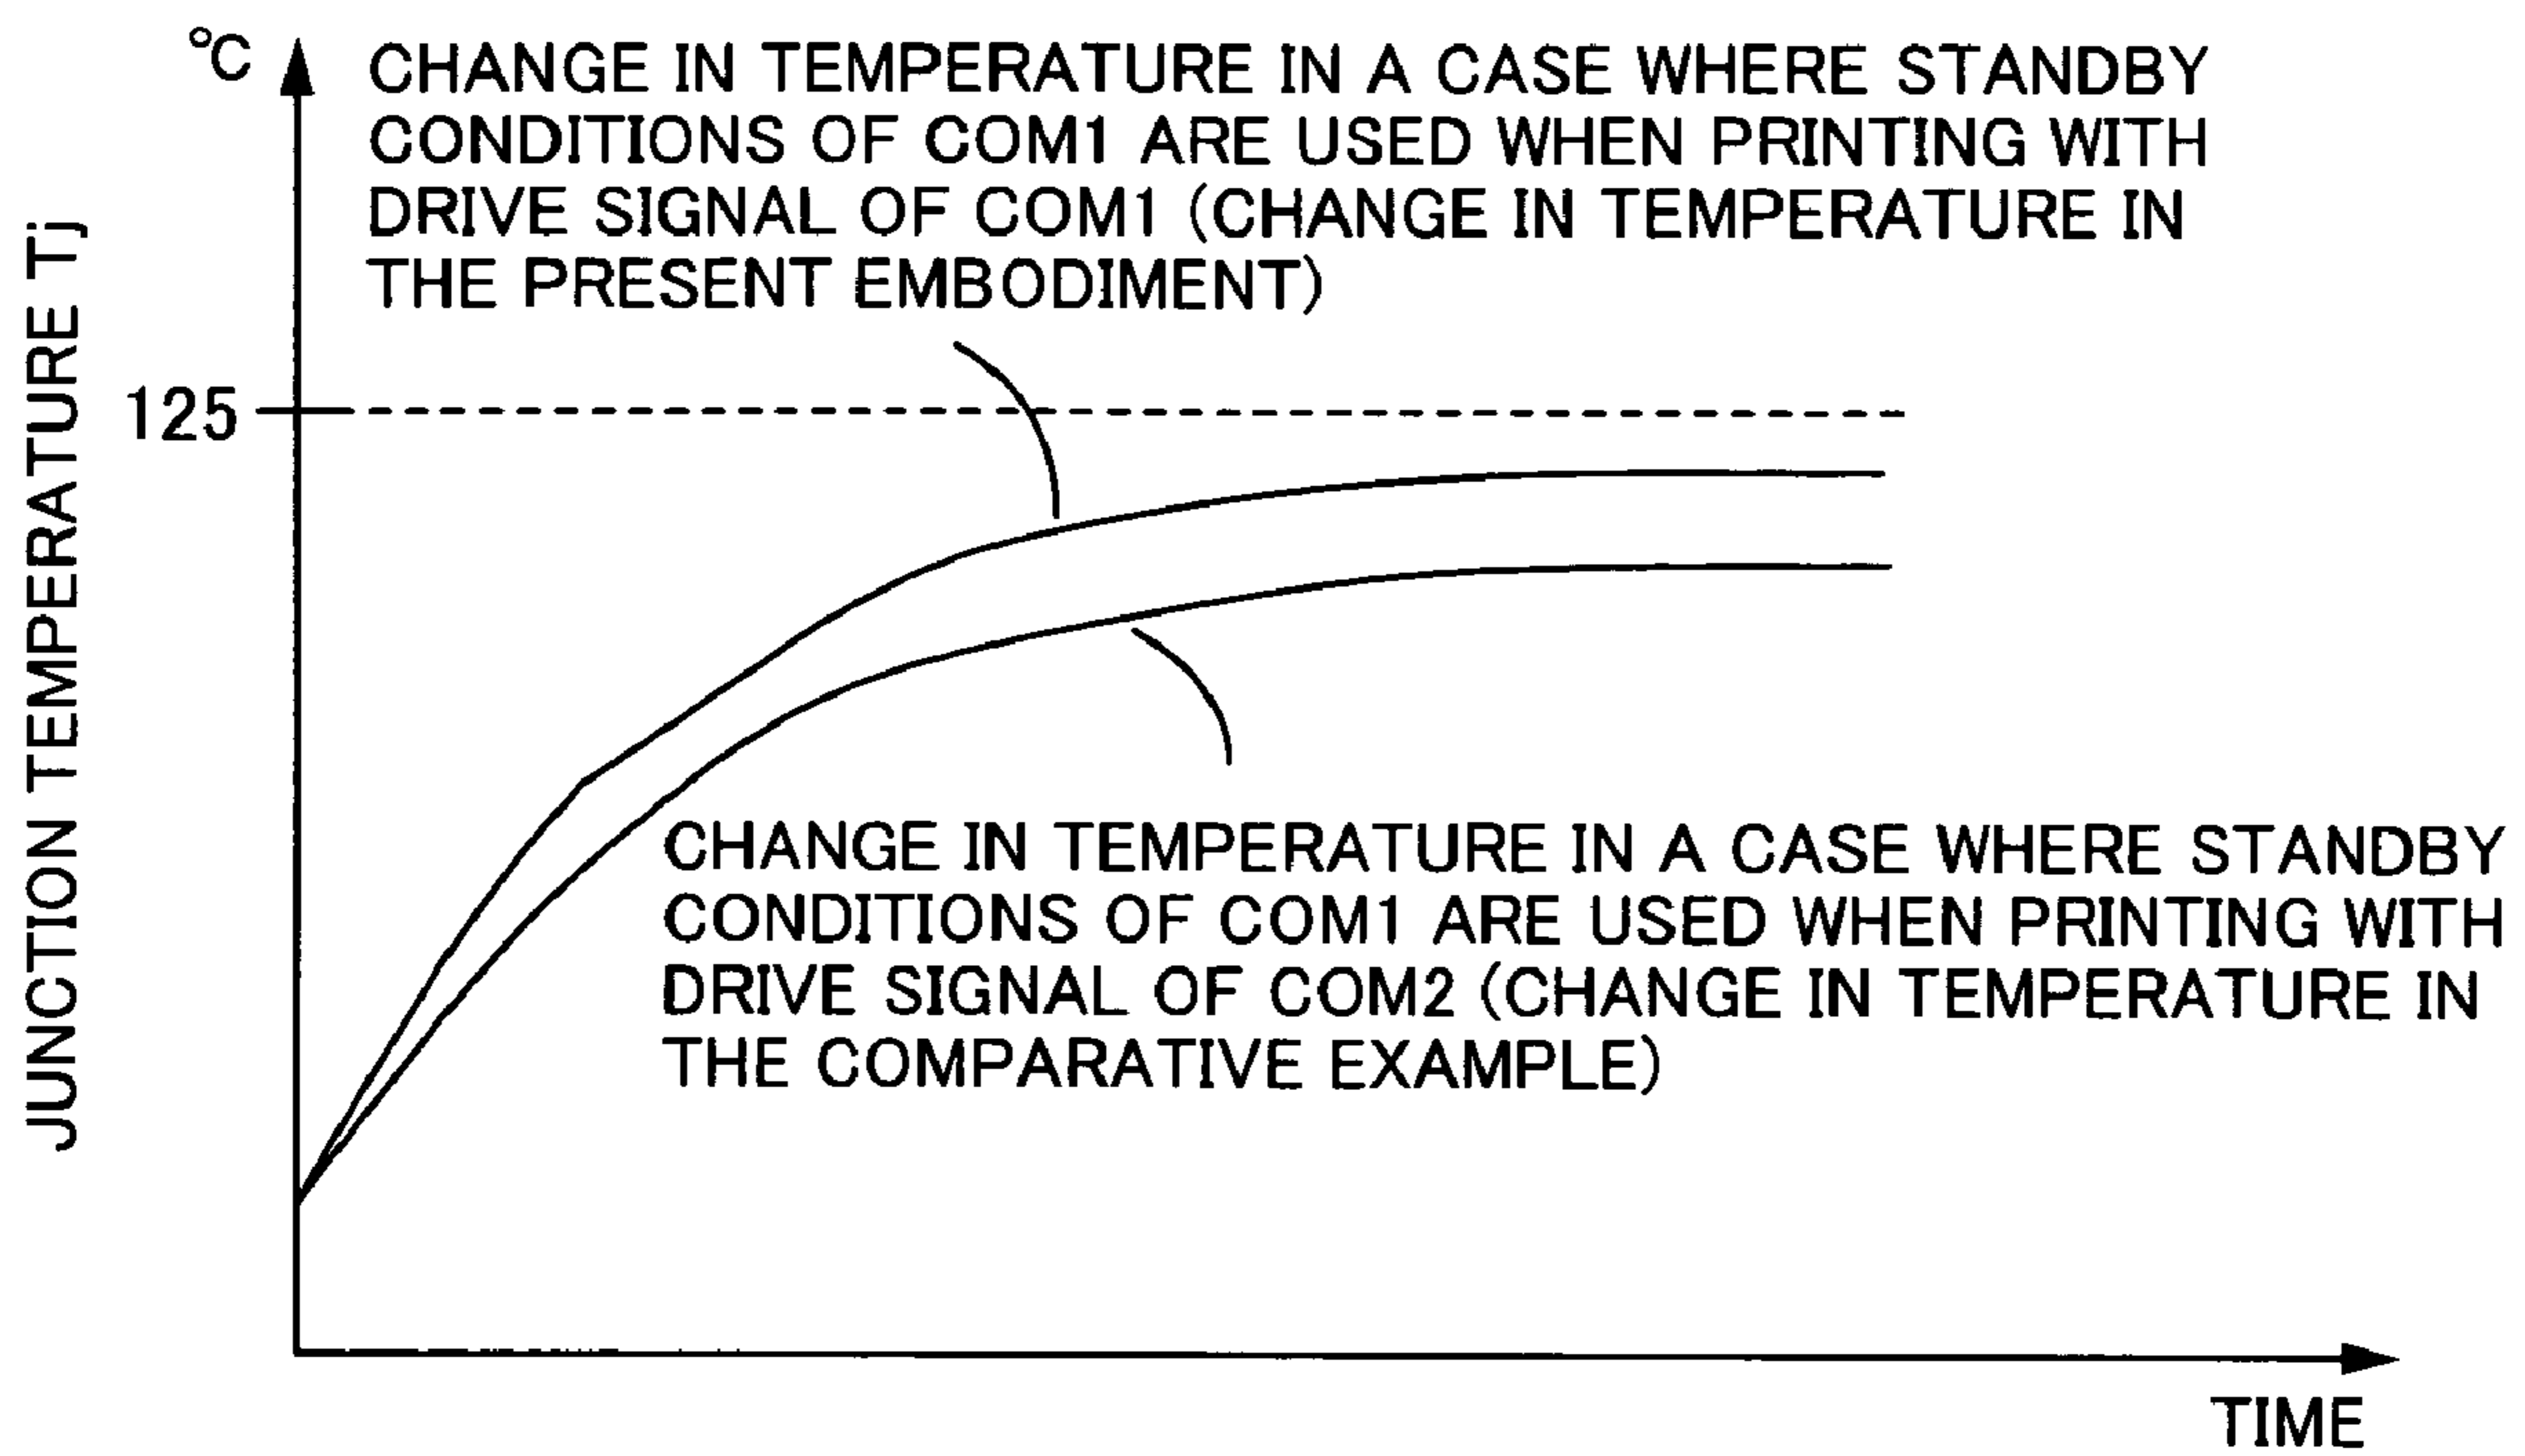 °C
CHANGE IN TEMPERATURE IN A CASE WHERE STANDBY
CONDITIONS OF COM1 ARE USED WHEN PRINTING WITH
DRIVE SIGNAL OF COM1 (CHANGE IN TEMPERATURE IN
THE PRESENT EMBODIMENT)
JUNCTION TEMPERATURE Tj
125
CHANGE IN TEMPERATURE IN A CASE WHERE STANDBY
CONDITIONS OF COM1 ARE USED WHEN PRINTING WITH
DRIVE SIGNAL OF COM2 (CHANGE IN TEMPERATURE IN
THE COMPARATIVE EXAMPLE)
TIME